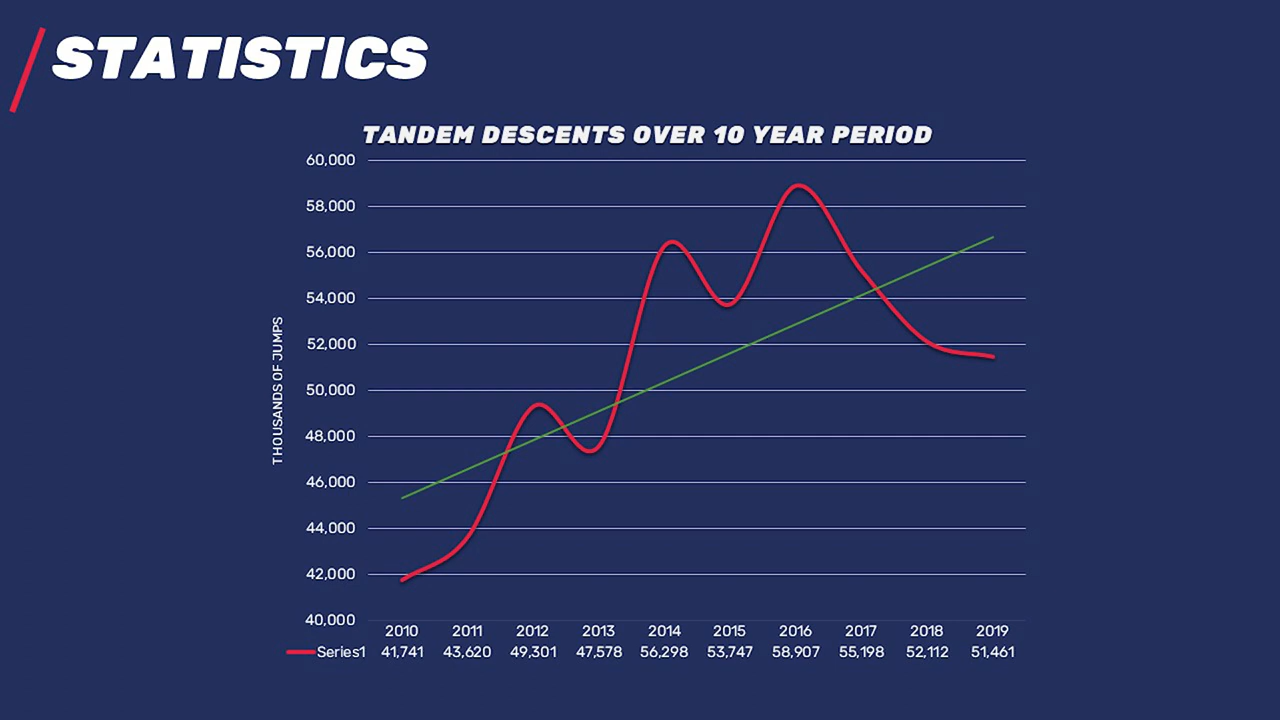 STATISTICS
TANDEM DESCENTS OVER 10 YEAR PERIOD
60,000
58,000
56,000
54,000
52,000
50,000
48,000
46,000
44,000
42,000
40,000
THOUSANDS OF JUMPS
2010 2011 2012 2013 2014 2015 2016 2017 2018 2019
Series1 41,741 43,620 49,301 47,578 56,298 53,747 58,907 55,198 52,112 51,461